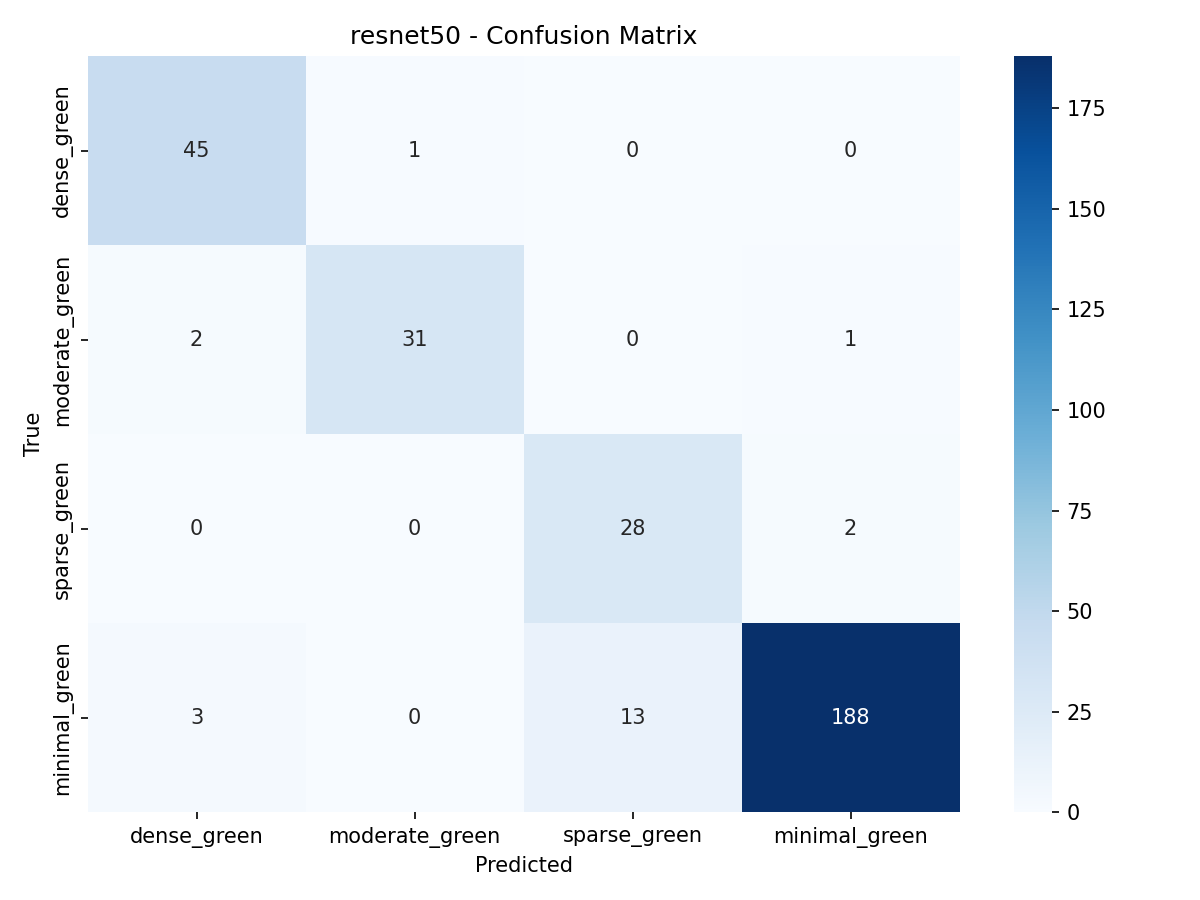 resnet50 - Confusion Matrix
True
dense_green
45 1 0 0
moderate_green
2 31 0 1
sparse_green
0 0 28 2
minimal_green
3 0 13 188
dense_green moderate_green sparse_green minimal_green
Predicted
175
150
125
100
75
50
25
0